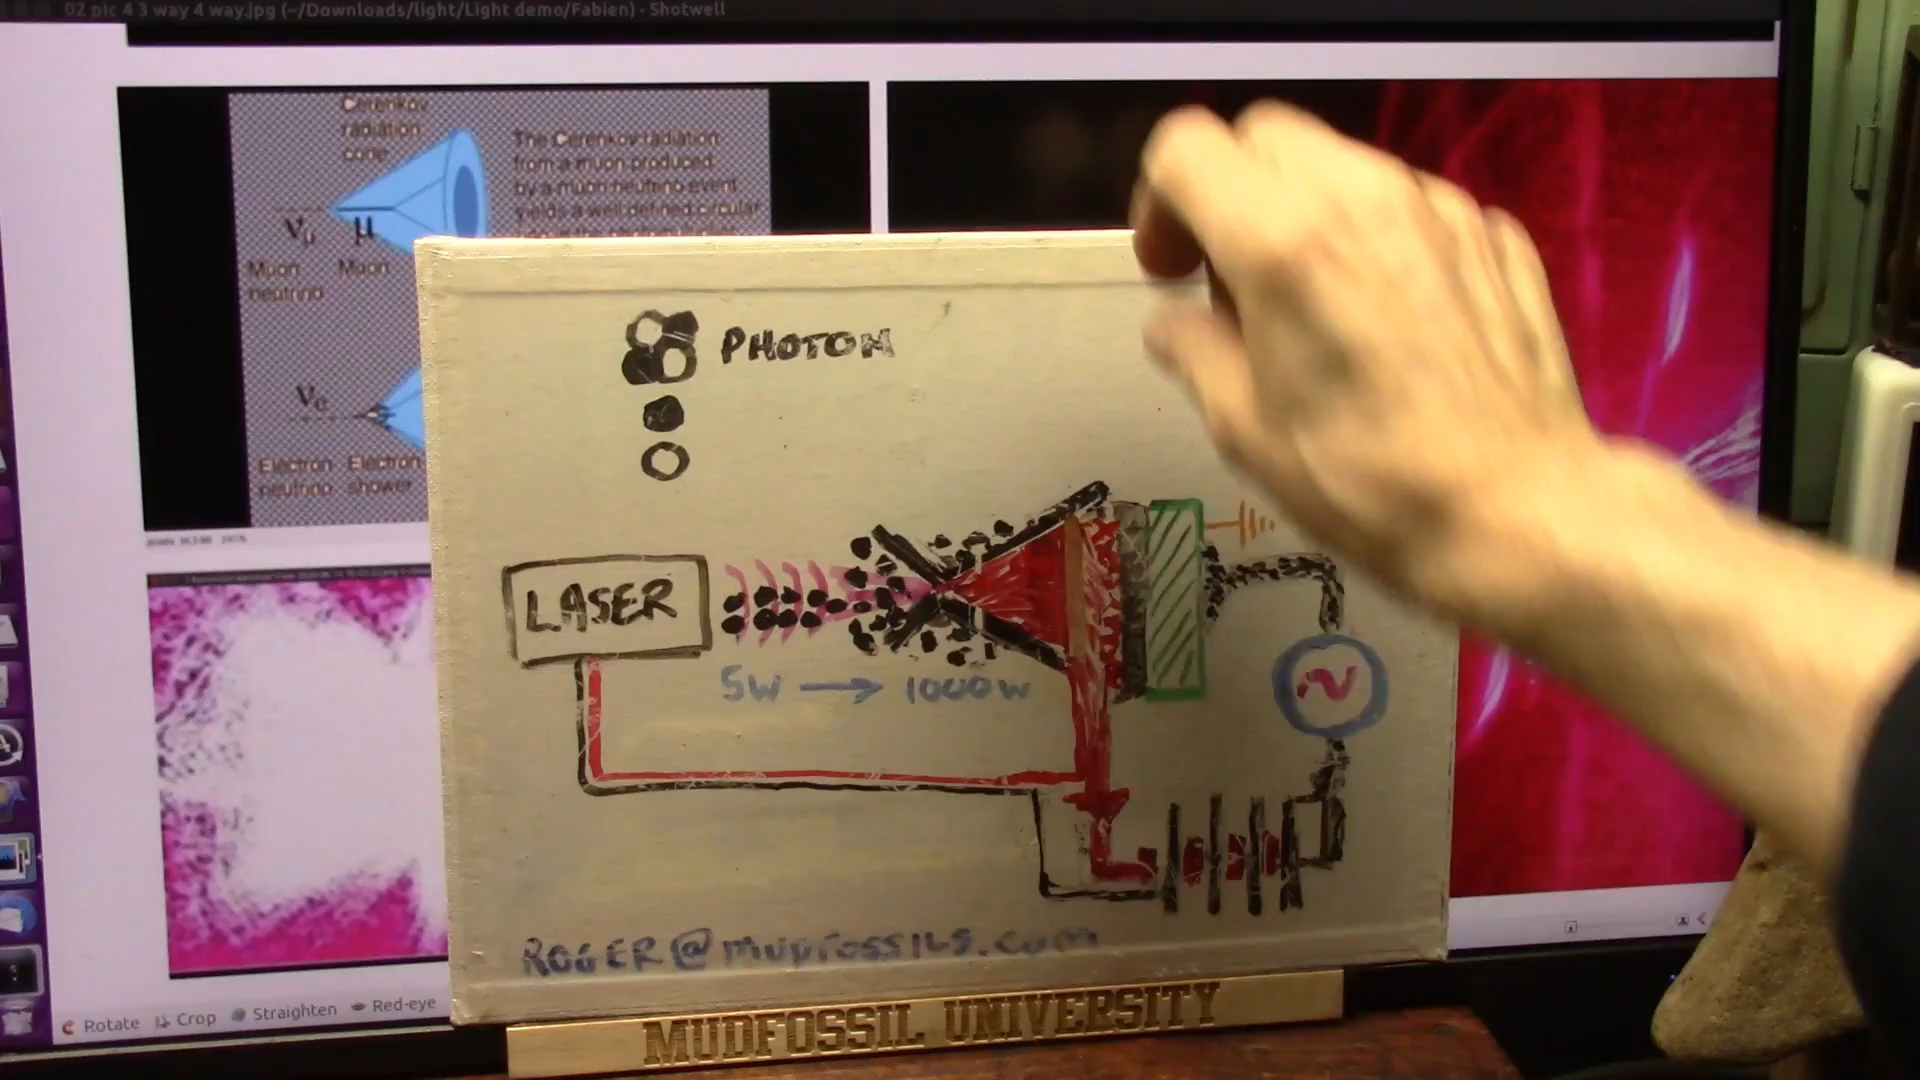 02 pic 4 3 way 4 way.jpg (~/Downloads/light/Light demo/Fabien) - Shotwell
Cerenkov
radiation
cone
The Cerenkov radiation
from a muon produced
by a muon neutrino event
yields a well defined circular
νμ μ
Muon
neutrino
Muon
νe
Electron
neutrino
Electron
shower
PHOTON
LASER
5W → 1000W
ROGER@MUDFOSSILS.COM
MUDFOSSIL UNIVERSITY
Rotate Crop Straighten Red-eye